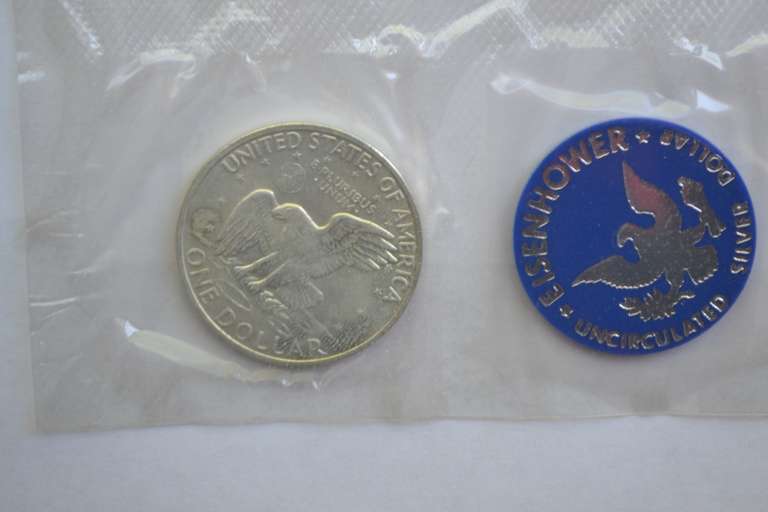 UNITED STATES OF AMERICA
E PLURIBUS
UNUM
ONE DOLLAR
EISENHOWER ★ DOLLAR
SILVER
★ UNCIRCULATED